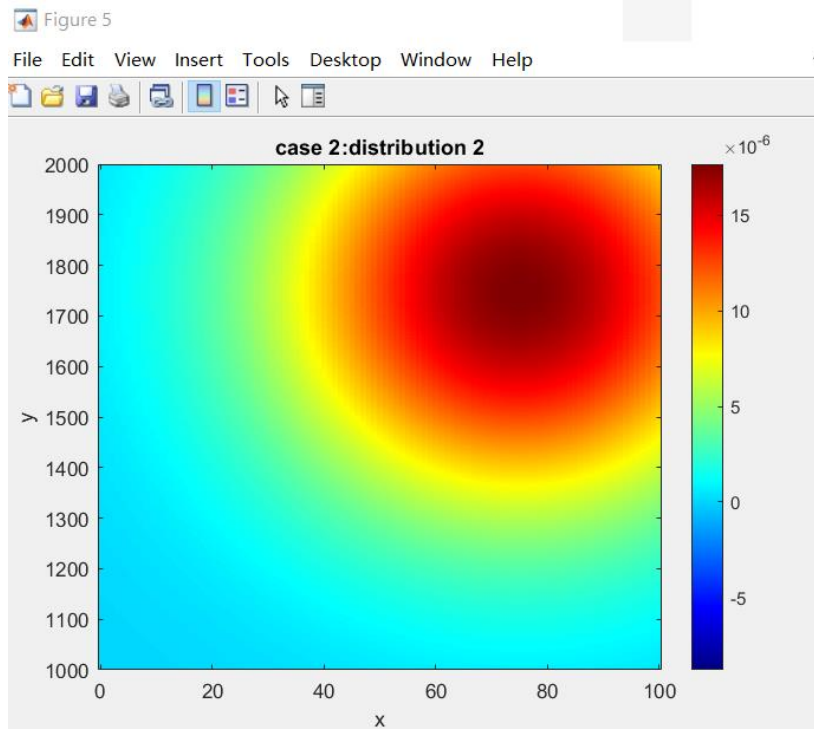 Figure 5
File Edit View Insert Tools Desktop Window Help
case 2:distribution 2
×10-6
2000
1900
1800
1700
1600
1500
1400
1300
1200
1100
1000
y
0 20 40 60 80 100
x
15
10
5
0
-5